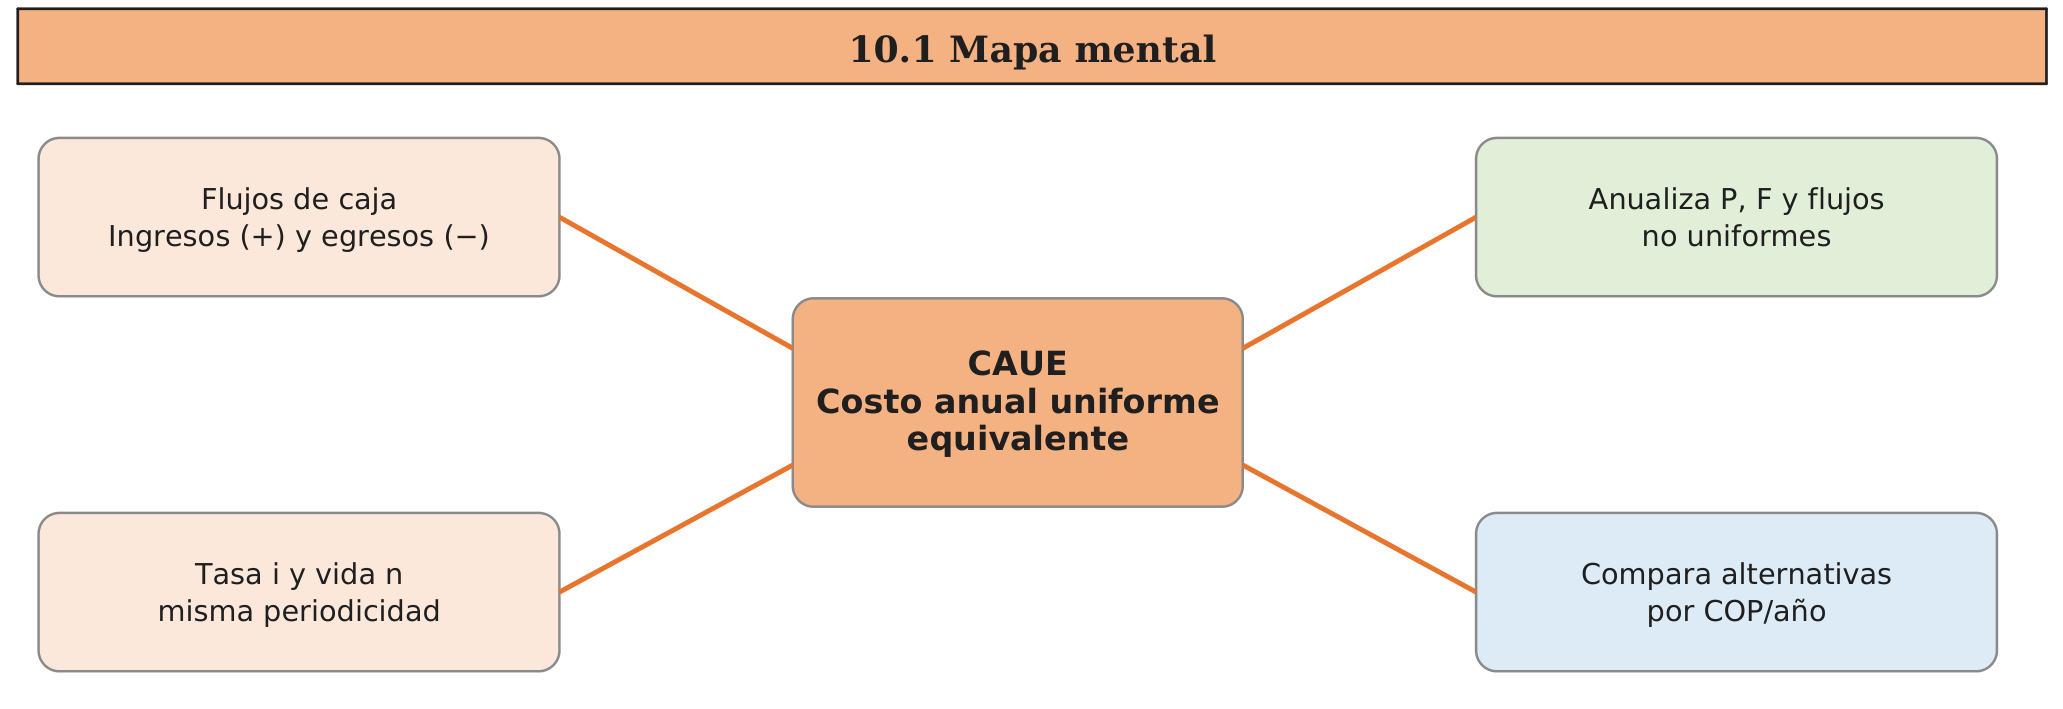 10.1 Mapa mental
Flujos de caja
Ingresos (+) y egresos (−)
Anualiza P, F y flujos
no uniformes
CAUE
Costo anual uniforme
equivalente
Tasa i y vida n
misma periodicidad
Compara alternativas
por COP/año